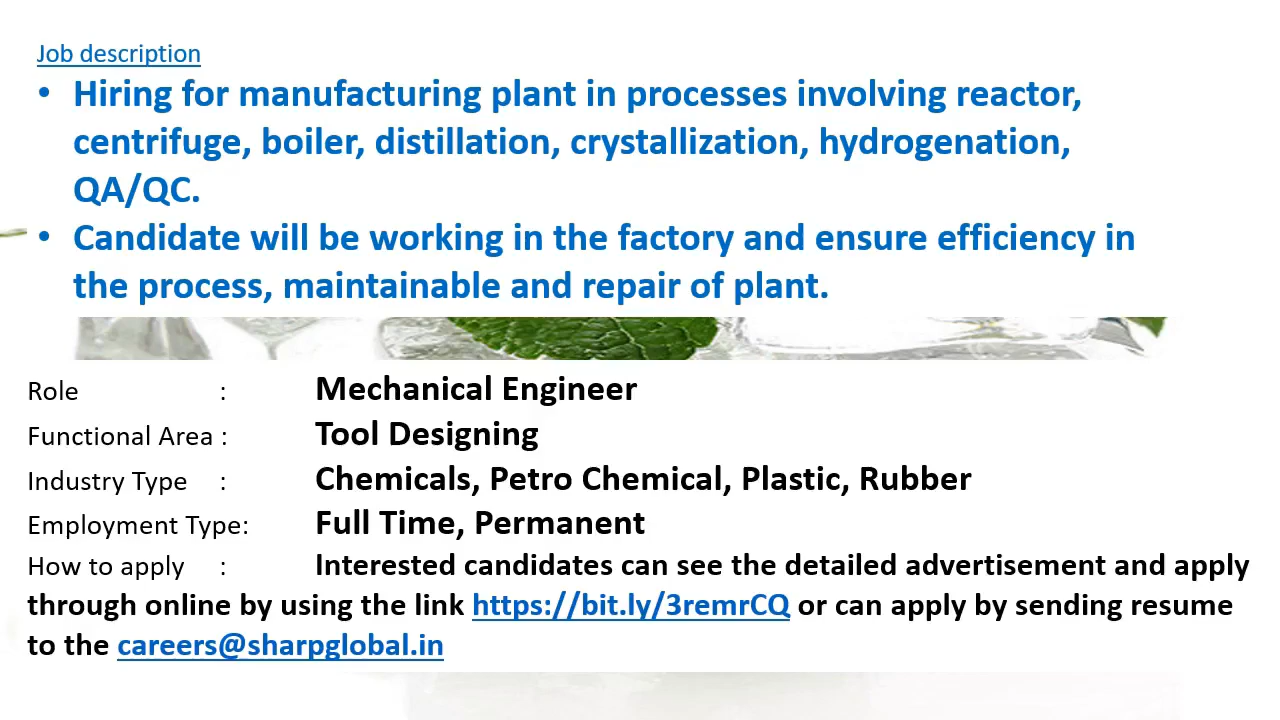 Job description
• Hiring for manufacturing plant in processes involving reactor,
centrifuge, boiler, distillation, crystallization, hydrogenation,
QA/QC.
• Candidate will be working in the factory and ensure efficiency in
the process, maintainable and repair of plant.
Role : Mechanical Engineer
Functional Area : Tool Designing
Industry Type : Chemicals, Petro Chemical, Plastic, Rubber
Employment Type: Full Time, Permanent
How to apply : Interested candidates can see the detailed advertisement and apply
through online by using the link https://bit.ly/3remrCQ or can apply by sending resume
to the careers@sharpglobal.in